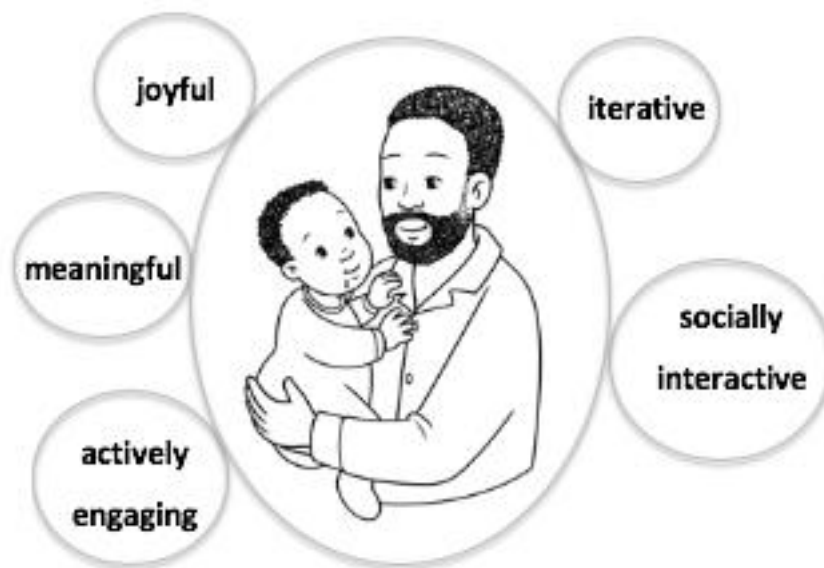 joyful
iterative
meaningful
socially
interactive
actively
engaging